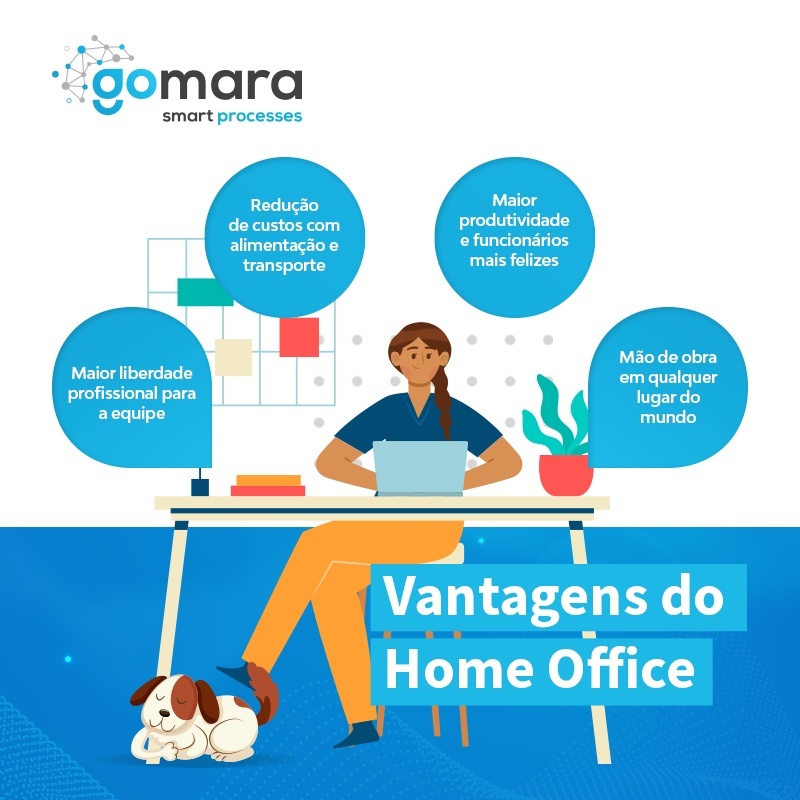 gomara
smart processes
Redução
de custos com
alimentação e
transporte
Maior
produtividade
e funcionários
mais felizes
Maior liberdade
profissional para
a equipe
Mão de obra
em qualquer
lugar do
mundo
Vantagens do
Home Office